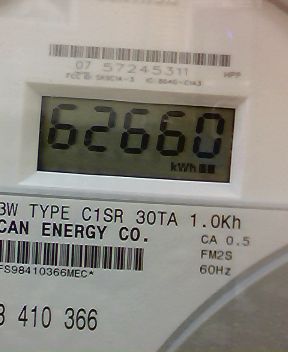 07 57245311
HPP
62660
kWh
3W TYPE C1SR 30TA 1.0Kh
CAN ENERGY CO.
CA 0.5
FM2S
60Hz
FS98410366MEC*
3 410 366